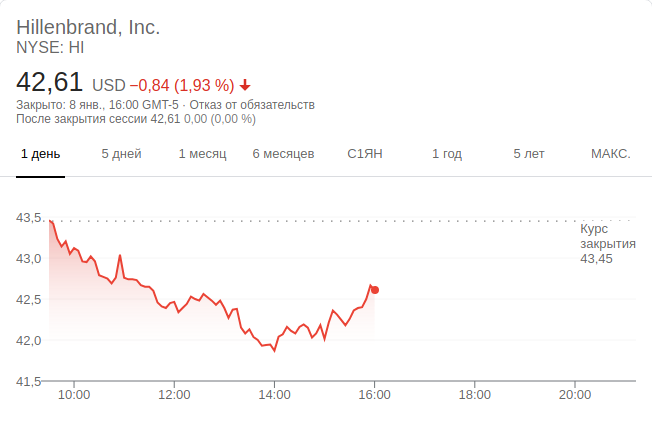 Hillenbrand, Inc.
NYSE: HI
42,61 USD −0,84 (1,93 %)
Закрыто: 8 янв., 16:00 GMT-5 · Отказ от обязательств
После закрытия сессии 42,61 0,00 (0,00 %)
1 день 5 дней 1 месяц 6 месяцев С1ЯН 1 год 5 лет МАКС.
43,5
Курс
закрытия
43,45
43,0
42,5
42,0
41,5
10:00 12:00 14:00 16:00 18:00 20:00